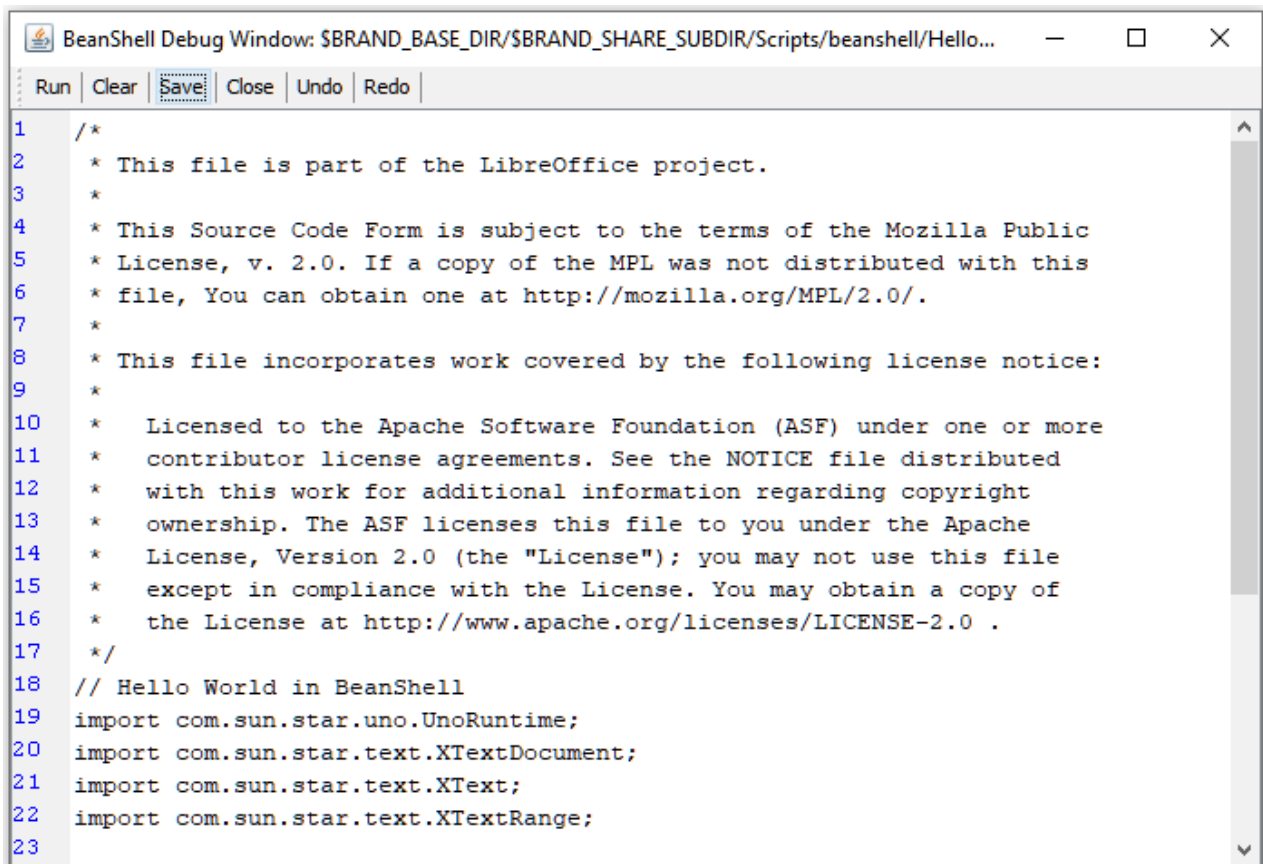 BeanShell Debug Window: $BRAND_BASE_DIR/$BRAND_SHARE_SUBDIR/Scripts/beanshell/Hello...
Run Clear Save Close Undo Redo
1 /*
2  * This file is part of the LibreOffice project.
3  *
4  * This Source Code Form is subject to the terms of the Mozilla Public
5  * License, v. 2.0. If a copy of the MPL was not distributed with this
6  * file, You can obtain one at http://mozilla.org/MPL/2.0/.
7  *
8  * This file incorporates work covered by the following license notice:
9  *
10  *   Licensed to the Apache Software Foundation (ASF) under one or more
11  *   contributor license agreements. See the NOTICE file distributed
12  *   with this work for additional information regarding copyright
13  *   ownership. The ASF licenses this file to you under the Apache
14  *   License, Version 2.0 (the "License"); you may not use this file
15  *   except in compliance with the License. You may obtain a copy of
16  *   the License at http://www.apache.org/licenses/LICENSE-2.0 .
17  */
18 // Hello World in BeanShell
19 import com.sun.star.uno.UnoRuntime;
20 import com.sun.star.text.XTextDocument;
21 import com.sun.star.text.XText;
22 import com.sun.star.text.XTextRange;
23